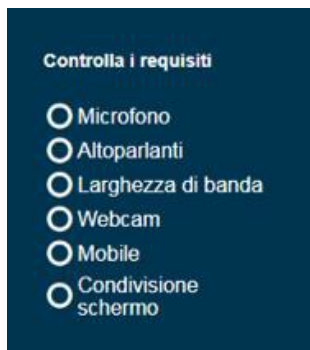 Controlla i requisiti
Microfono
Altoparlanti
Larghezza di banda
Webcam
Mobile
Condivisione
schermo